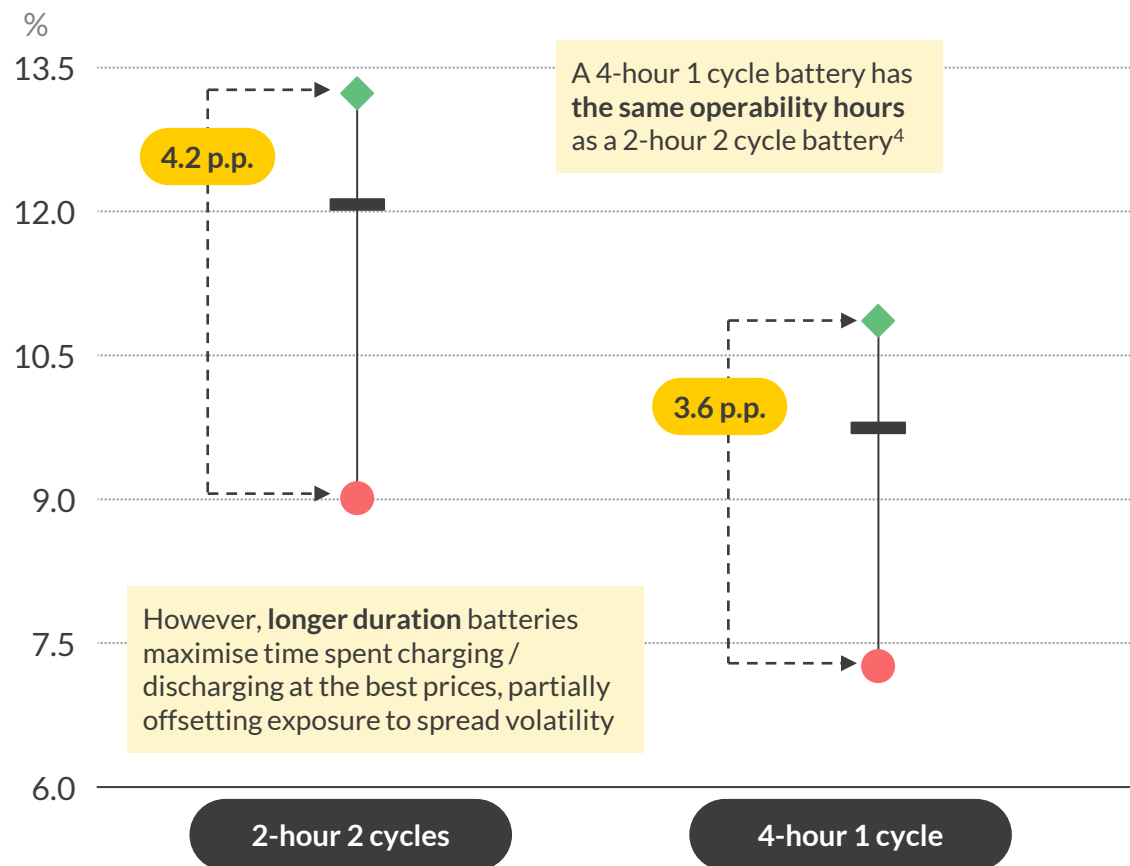 %
13.5
A 4-hour 1 cycle battery has
the same operability hours
as a 2-hour 2 cycle battery⁴
4.2 p.p.
12.0
10.5
3.6 p.p.
9.0
However, longer duration batteries
maximise time spent charging /
discharging at the best prices, partially
offsetting exposure to spread volatility
7.5
6.0
2-hour 2 cycles
4-hour 1 cycle